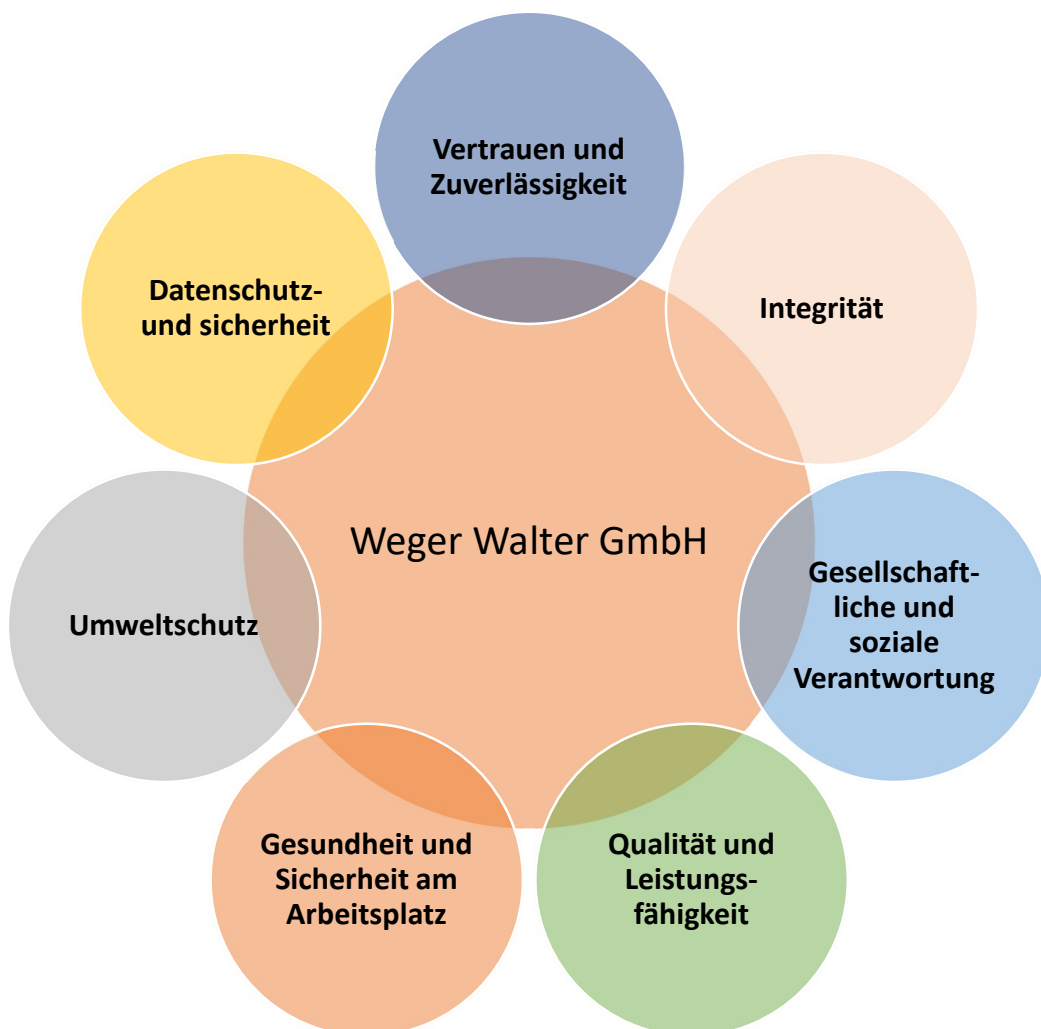 Vertrauen und
Zuverlässigkeit
Integrität
Gesellschaft-
liche und
soziale
Verantwortung
Qualität und
Leistungs-
fähigkeit
Gesundheit und
Sicherheit am
Arbeitsplatz
Umweltschutz
Datenschutz-
und sicherheit
Weger Walter GmbH